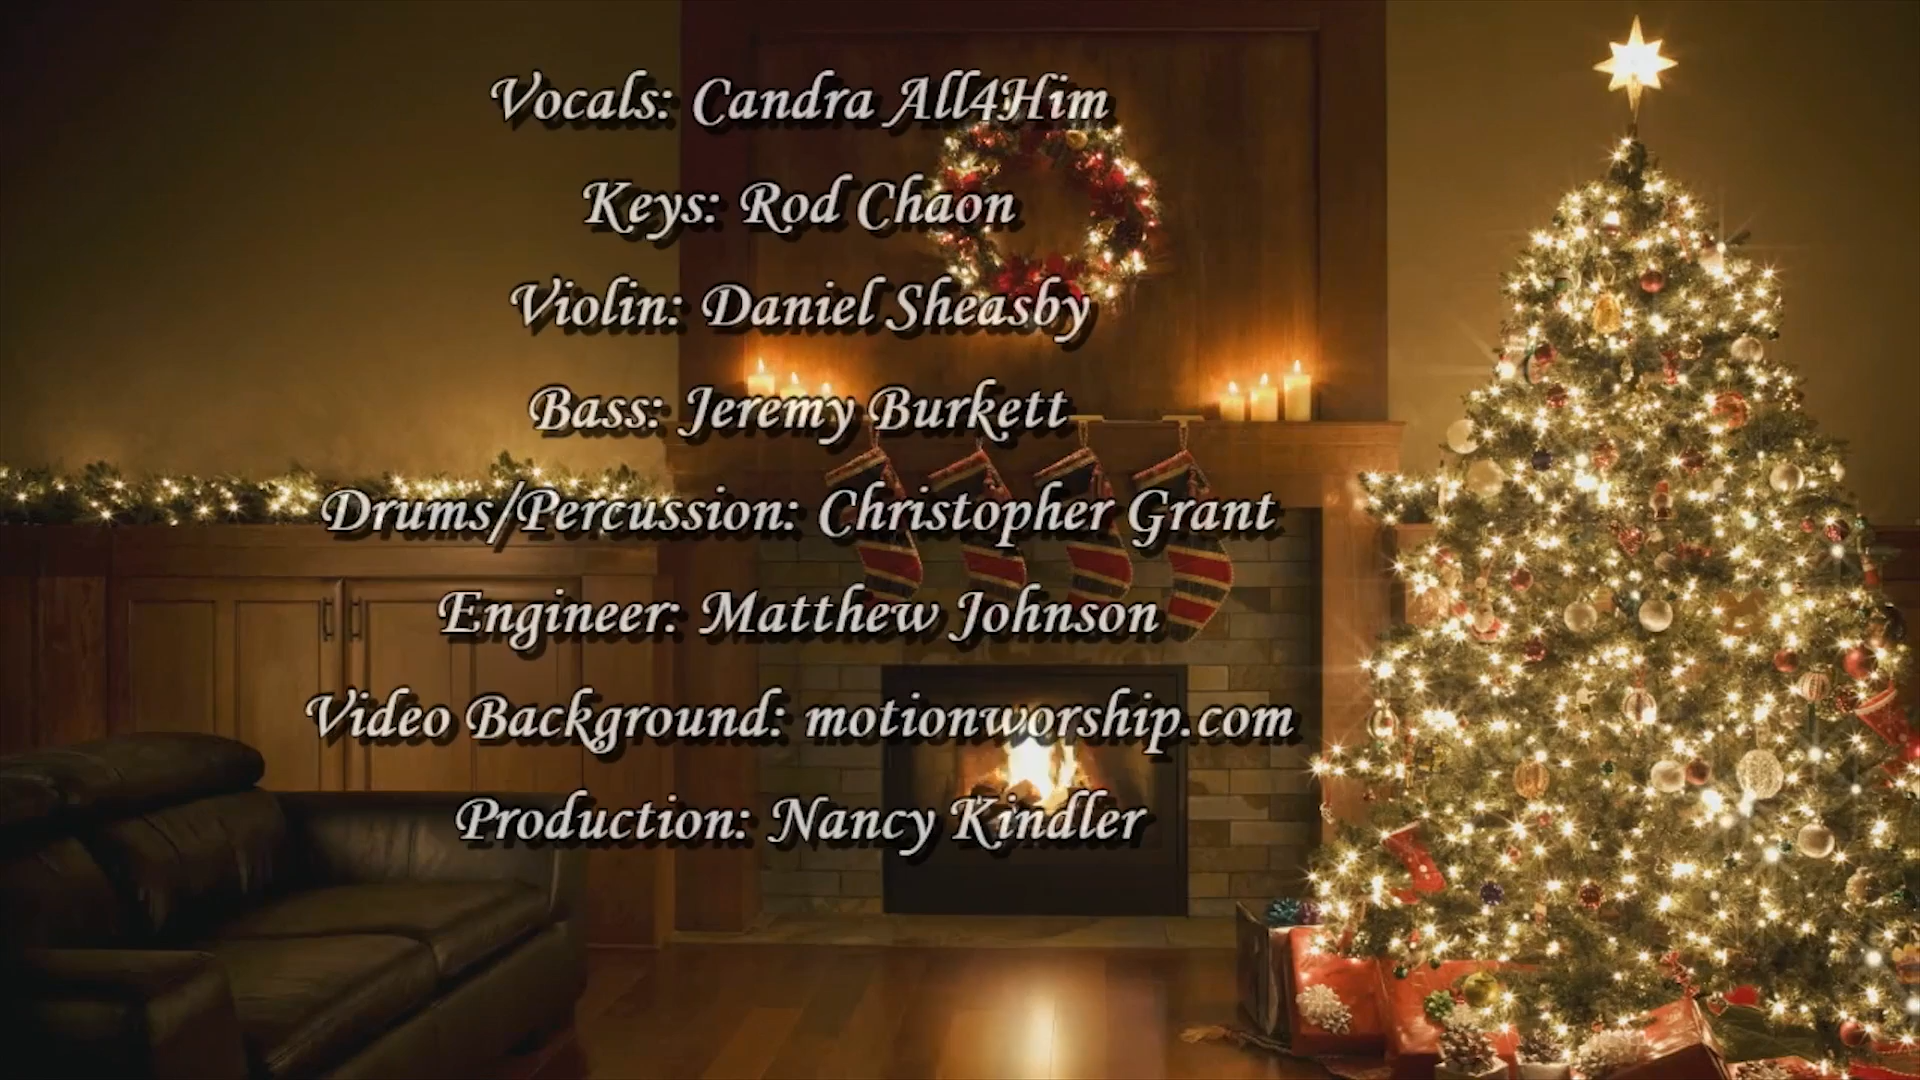 Vocals: Candra All4Him
Keys: Rod Chaon
Violin: Daniel Sheasby
Bass: Jeremy Burkett
Drums/Percussion: Christopher Grant
Engineer: Matthew Johnson
Video Background: motionworship.com
Production: Nancy Kindler